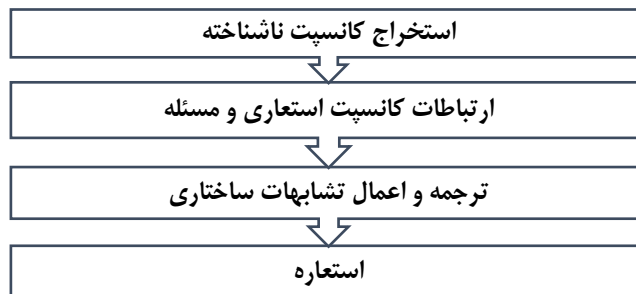 استخراج کانسپت ناشناخته
ارتباطات کانسپت استعاری و مسئله
ترجمه و اعمال تشابهات ساختاری
استعاره